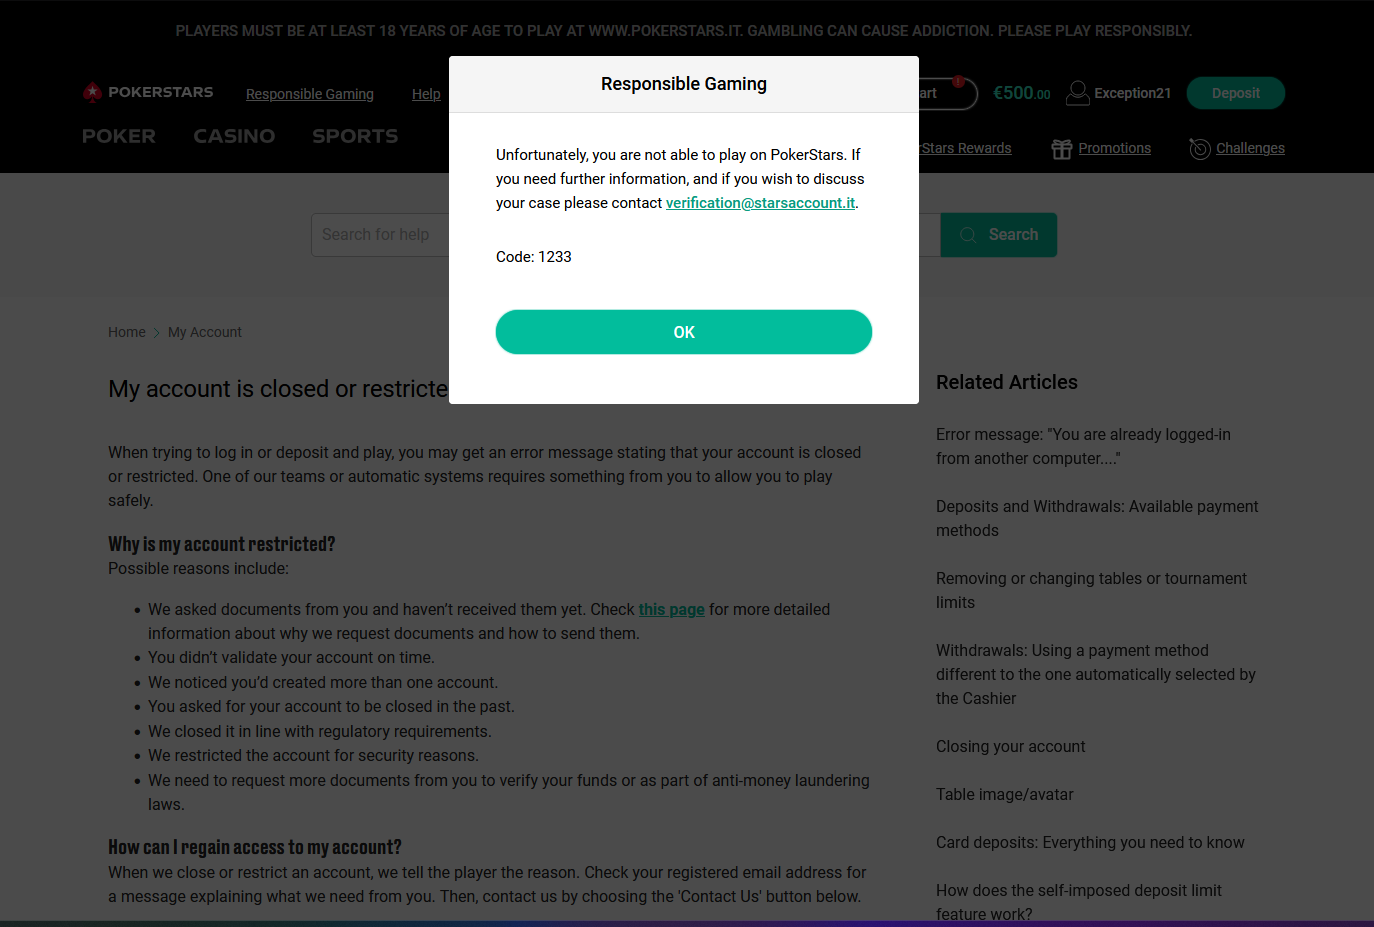 PLAYERS MUST BE AT LEAST 18 YEARS OF AGE TO PLAY AT WWW.POKERSTARS.IT. GAMBLING CAN CAUSE ADDICTION. PLEASE PLAY RESPONSIBLY.
POKERSTARS
Responsible Gaming
Help
art
€500.00
Exception21
Deposit
POKER
CASINO
SPORTS
Stars Rewards
Promotions
Challenges
Responsible Gaming
Unfortunately, you are not able to play on PokerStars. If
you need further information, and if you wish to discuss
your case please contact verification@starsaccount.it.
Code: 1233
OK
Search for help
Search
Home
My Account
My account is closed or restricte
When trying to log in or deposit and play, you may get an error message stating that your account is closed
or restricted. One of our teams or automatic systems requires something from you to allow you to play
safely.
Why is my account restricted?
Possible reasons include:
• We asked documents from you and haven’t received them yet. Check this page for more detailed
information about why we request documents and how to send them.
• You didn’t validate your account on time.
• We noticed you’d created more than one account.
• You asked for your account to be closed in the past.
• We closed it in line with regulatory requirements.
• We restricted the account for security reasons.
• We need to request more documents from you to verify your funds or as part of anti-money laundering
laws.
How can I regain access to my account?
When we close or restrict an account, we tell the player the reason. Check your registered email address for
a message explaining what we need from you. Then, contact us by choosing the 'Contact Us' button below.
Related Articles
Error message: "You are already logged-in
from another computer...."
Deposits and Withdrawals: Available payment
methods
Removing or changing tables or tournament
limits
Withdrawals: Using a payment method
different to the one automatically selected by
the Cashier
Closing your account
Table image/avatar
Card deposits: Everything you need to know
How does the self-imposed deposit limit
feature work?